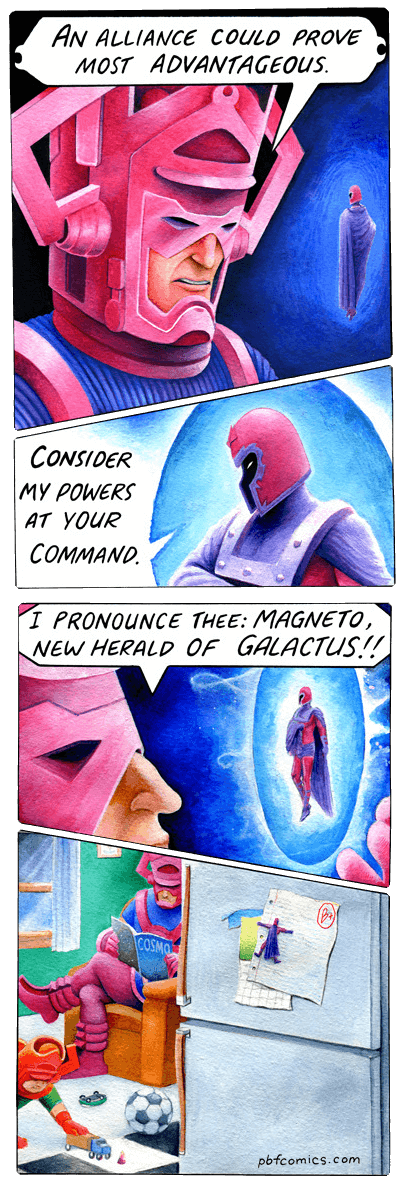 AN ALLIANCE COULD PROVE
MOST ADVANTAGEOUS.
CONSIDER
MY POWERS
AT YOUR
COMMAND.
I PRONOUNCE THEE: MAGNETO,
NEW HERALD OF GALACTUS!!
COSMO
pbfcomics.com